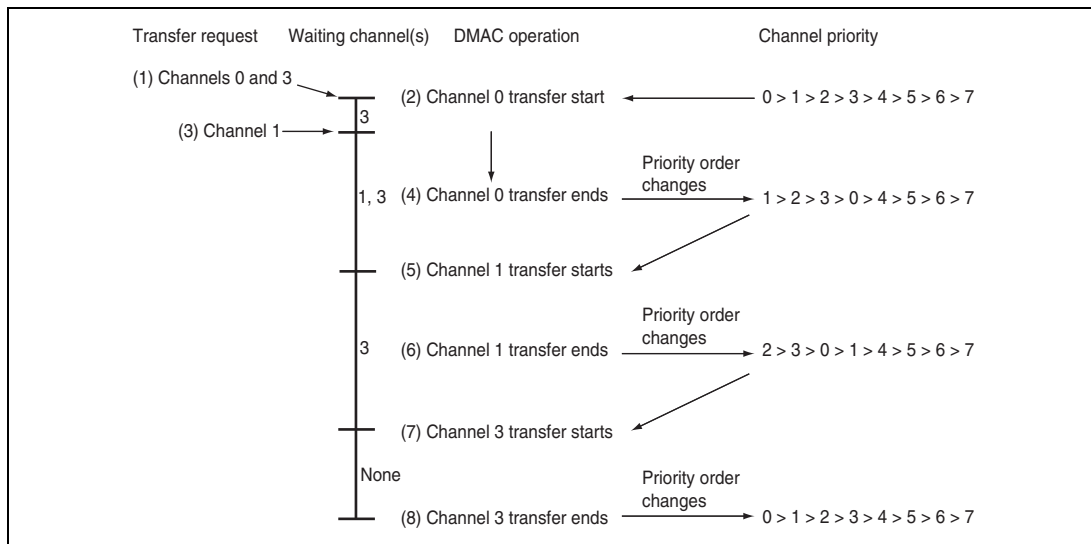 Transfer request Waiting channel(s) DMAC operation Channel priority
(1) Channels 0 and 3
(2) Channel 0 transfer start
0 > 1 > 2 > 3 > 4 > 5 > 6 > 7
3
(3) Channel 1
Priority order
changes
1, 3
(4) Channel 0 transfer ends
1 > 2 > 3 > 0 > 4 > 5 > 6 > 7
(5) Channel 1 transfer starts
Priority order
changes
3
(6) Channel 1 transfer ends
2 > 3 > 0 > 1 > 4 > 5 > 6 > 7
(7) Channel 3 transfer starts
None
Priority order
changes
(8) Channel 3 transfer ends
0 > 1 > 2 > 3 > 4 > 5 > 6 > 7